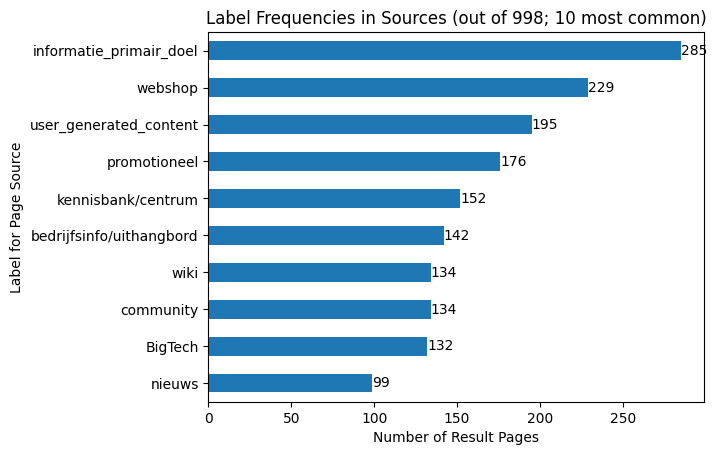 Label Frequencies in Sources (out of 998; 10 most common)
Label for Page Source
informatie_primair_doel 285
webshop 229
user_generated_content 195
promotioneel 176
kennisbank/centrum 152
bedrijfsinfo/uithangbord 142
wiki 134
community 134
BigTech 132
nieuws 99
0 50 100 150 200 250
Number of Result Pages